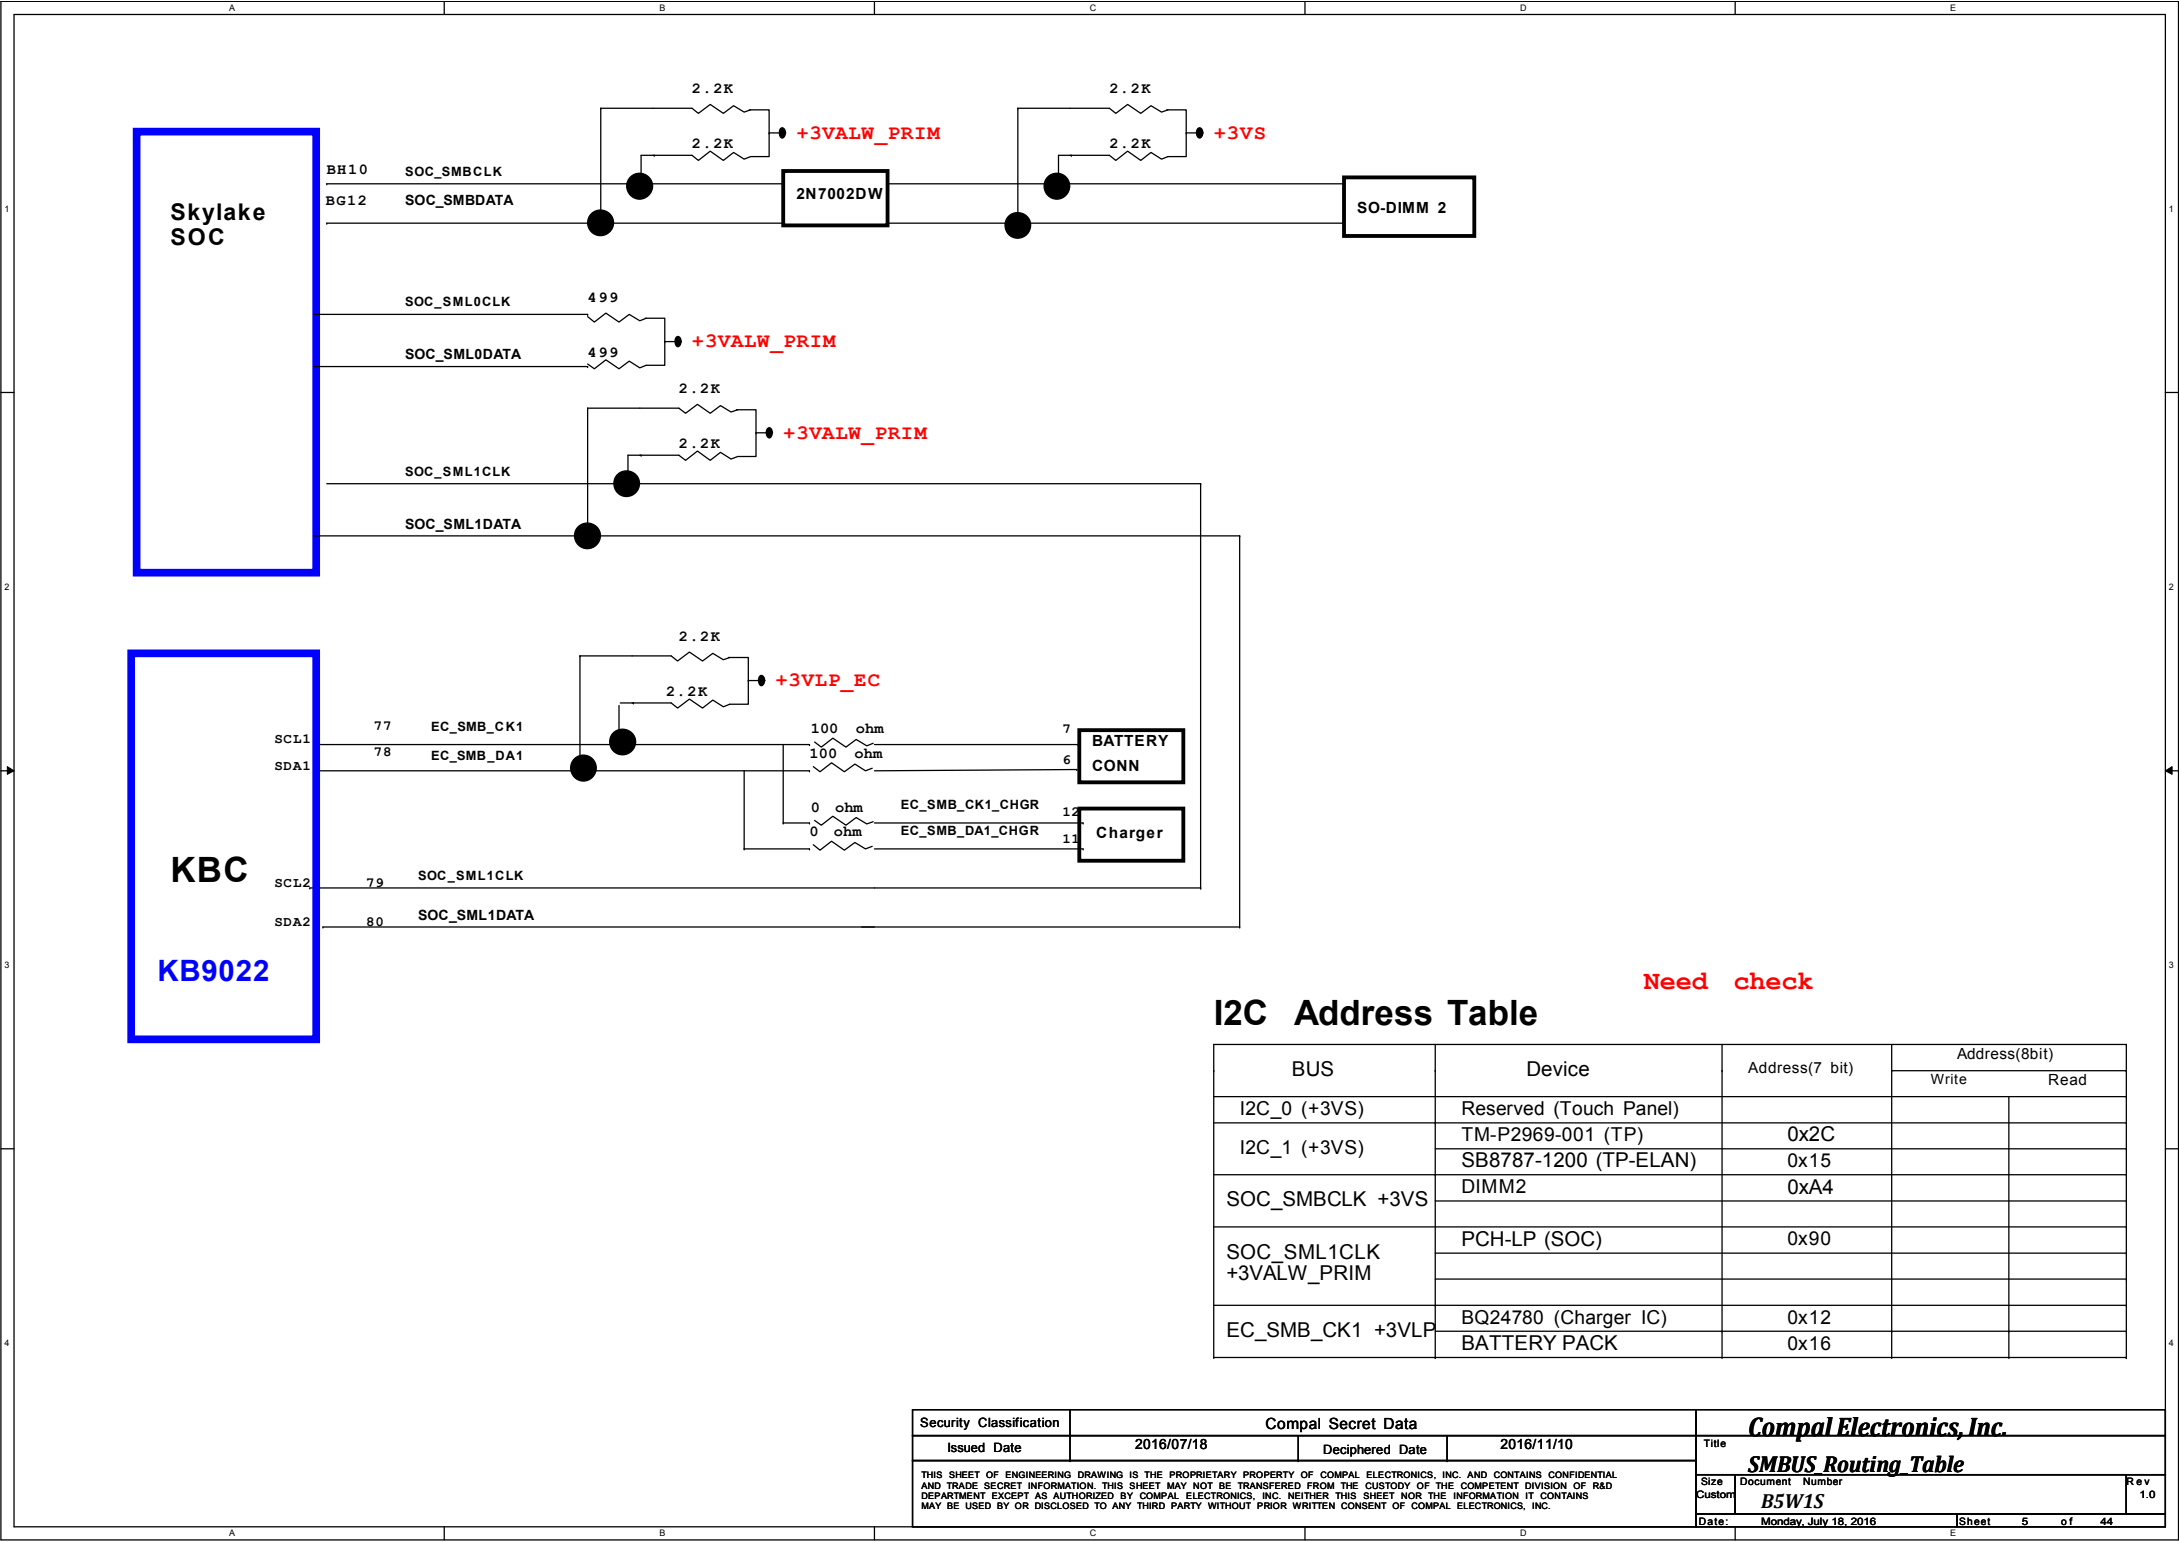 A B C D E
1 1
2 2
3 3
4 4
2.2K
2.2K
+3VALW_PRIM
2.2K
2.2K
+3VS
Skylake
SOC
BH10 SOC_SMBCLK
BG12 SOC_SMBDATA
2N7002DW
SO-DIMM 2
SOC_SML0CLK 499
SOC_SML0DATA 499
+3VALW_PRIM
2.2K
2.2K
+3VALW_PRIM
SOC_SML1CLK
SOC_SML1DATA
2.2K
2.2K
+3VLP_EC
KBC
KB9022
SCL1 77 EC_SMB_CK1 100 ohm 7
SDA1 78 EC_SMB_DA1 100 ohm 6
BATTERY
CONN
0 ohm EC_SMB_CK1_CHGR 12
0 ohm EC_SMB_DA1_CHGR 11
Charger
SCL2 79 SOC_SML1CLK
SDA2 80 SOC_SML1DATA
Need check
I2C Address Table
BUS Device Address(7 bit) Address(8bit)
Write Read
I2C_0 (+3VS) Reserved (Touch Panel)
I2C_1 (+3VS) TM-P2969-001 (TP) 0x2C
SB8787-1200 (TP-ELAN) 0x15
SOC_SMBCLK +3VS DIMM2 0xA4
SOC_SML1CLK
+3VALW_PRIM
PCH-LP (SOC) 0x90
EC_SMB_CK1 +3VLP BQ24780 (Charger IC) 0x12
BATTERY PACK 0x16
Security Classification Compal Secret Data
Issued Date 2016/07/18 Deciphered Date 2016/11/10
THIS SHEET OF ENGINEERING DRAWING IS THE PROPRIETARY PROPERTY OF COMPAL ELECTRONICS, INC. AND CONTAINS CONFIDENTIAL
AND TRADE SECRET INFORMATION. THIS SHEET MAY NOT BE TRANSFERED FROM THE CUSTODY OF THE COMPETENT DIVISION OF R&D
DEPARTMENT EXCEPT AS AUTHORIZED BY COMPAL ELECTRONICS, INC. NEITHER THIS SHEET NOR THE INFORMATION IT CONTAINS
MAY BE USED BY OR DISCLOSED TO ANY THIRD PARTY WITHOUT PRIOR WRITTEN CONSENT OF COMPAL ELECTRONICS, INC.
Compal Electronics, Inc.
Title
SMBUS_Routing_Table
Size Document Number Rev
Custom B5W1S 1.0
Date: Monday, July 18, 2016 Sheet 5 of 44
A B C D E